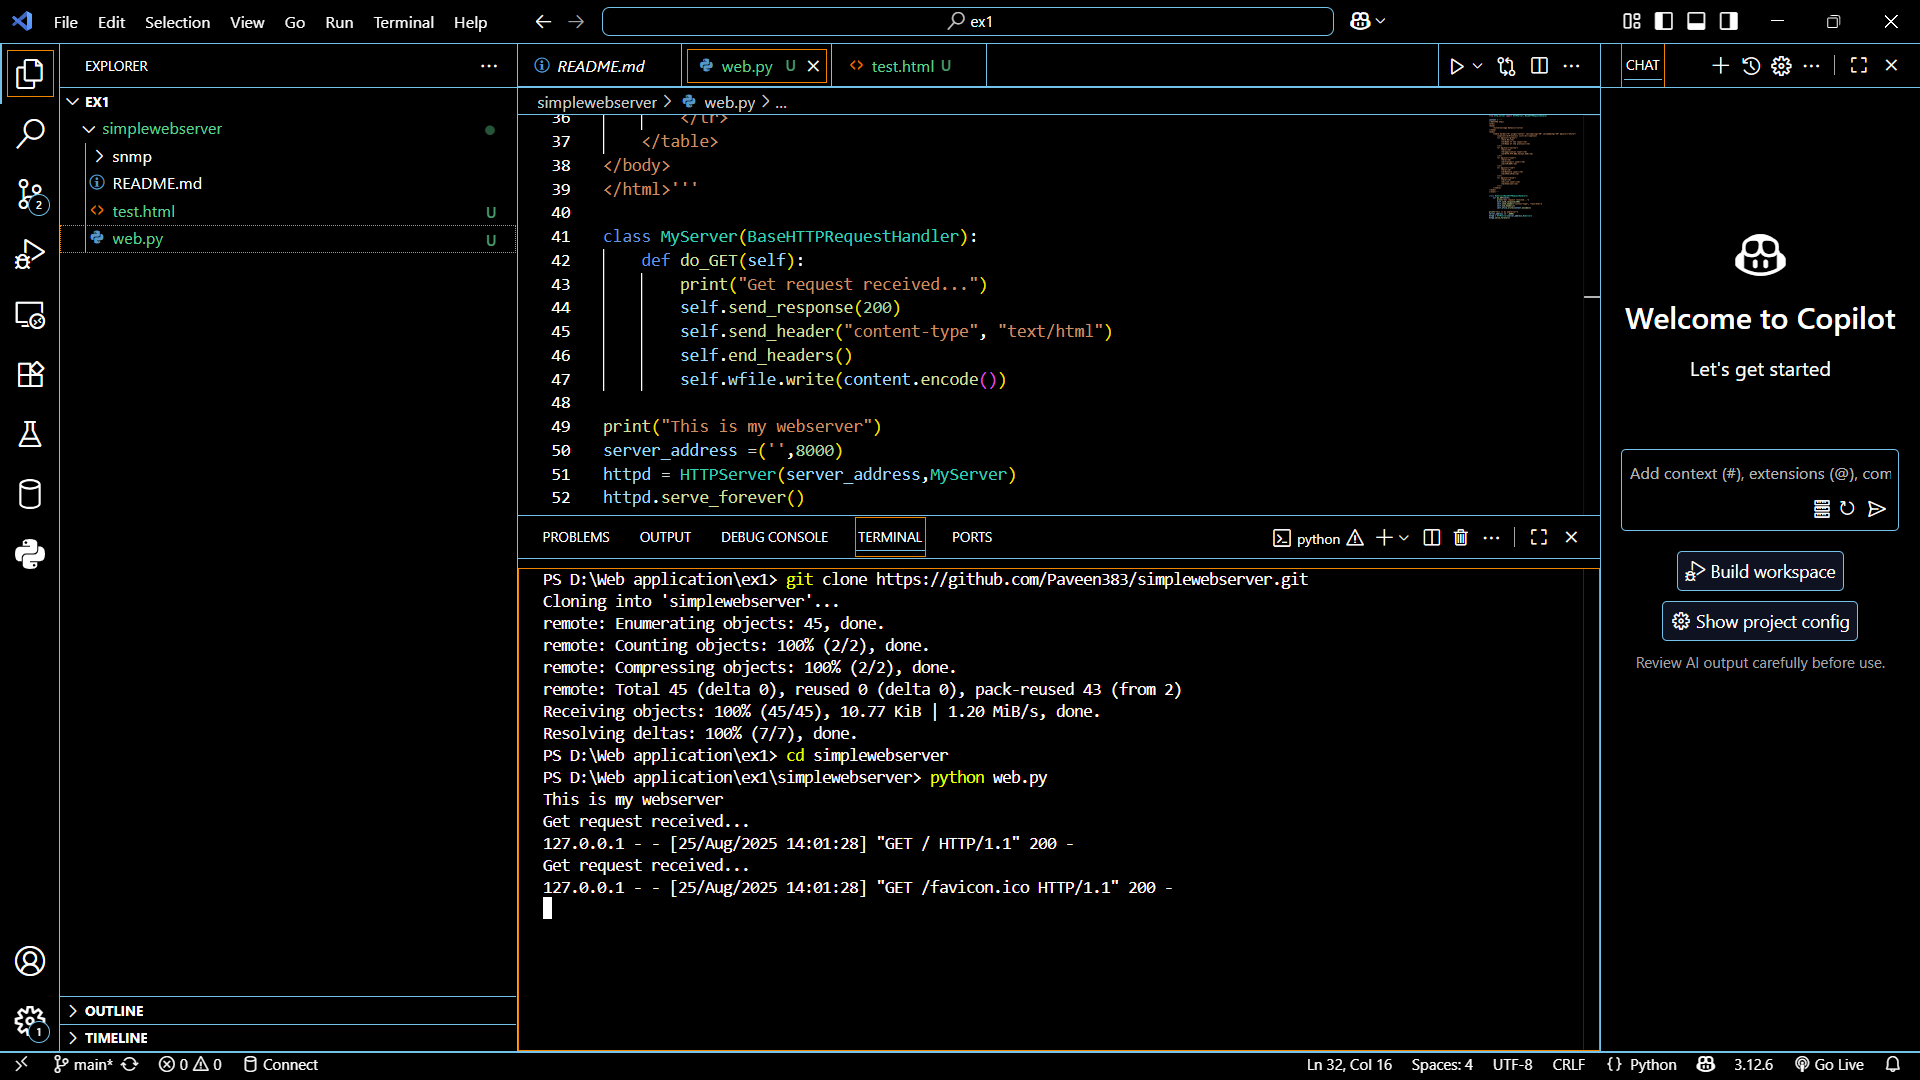 File Edit Selection View Go Run Terminal Help
ex1
EXPLORER
EX1
simplewebserver
snmp
README.md
test.html U
web.py U
OUTLINE
TIMELINE
2
1
README.md
web.py U
test.html U
simplewebserver > web.py > ...
36 </tr>
37 </table>
38 </body>
39 </html>'''
40
41 class MyServer(BaseHTTPRequestHandler):
42 def do_GET(self):
43 print("Get request received...")
44 self.send_response(200)
45 self.send_header("content-type", "text/html")
46 self.end_headers()
47 self.wfile.write(content.encode())
48
49 print("This is my webserver")
50 server_address =('',8000)
51 httpd = HTTPServer(server_address,MyServer)
52 httpd.serve_forever()
PROBLEMS OUTPUT DEBUG CONSOLE TERMINAL PORTS
python
PS D:\Web application\ex1> git clone https://github.com/Paveen383/simplewebserver.git
Cloning into 'simplewebserver'...
remote: Enumerating objects: 45, done.
remote: Counting objects: 100% (2/2), done.
remote: Compressing objects: 100% (2/2), done.
remote: Total 45 (delta 0), reused 0 (delta 0), pack-reused 43 (from 2)
Receiving objects: 100% (45/45), 10.77 KiB | 1.20 MiB/s, done.
Resolving deltas: 100% (7/7), done.
PS D:\Web application\ex1> cd simplewebserver
PS D:\Web application\ex1\simplewebserver> python web.py
This is my webserver
Get request received...
127.0.0.1 - - [25/Aug/2025 14:01:28] "GET / HTTP/1.1" 200 -
Get request received...
127.0.0.1 - - [25/Aug/2025 14:01:28] "GET /favicon.ico HTTP/1.1" 200 -
CHAT
Welcome to Copilot
Let's get started
Add context (#), extensions (@), com
Build workspace
Show project config
Review AI output carefully before use.
main* 0 0 Connect
Ln 32, Col 16 Spaces: 4 UTF-8 CRLF {} Python 3.12.6 Go Live